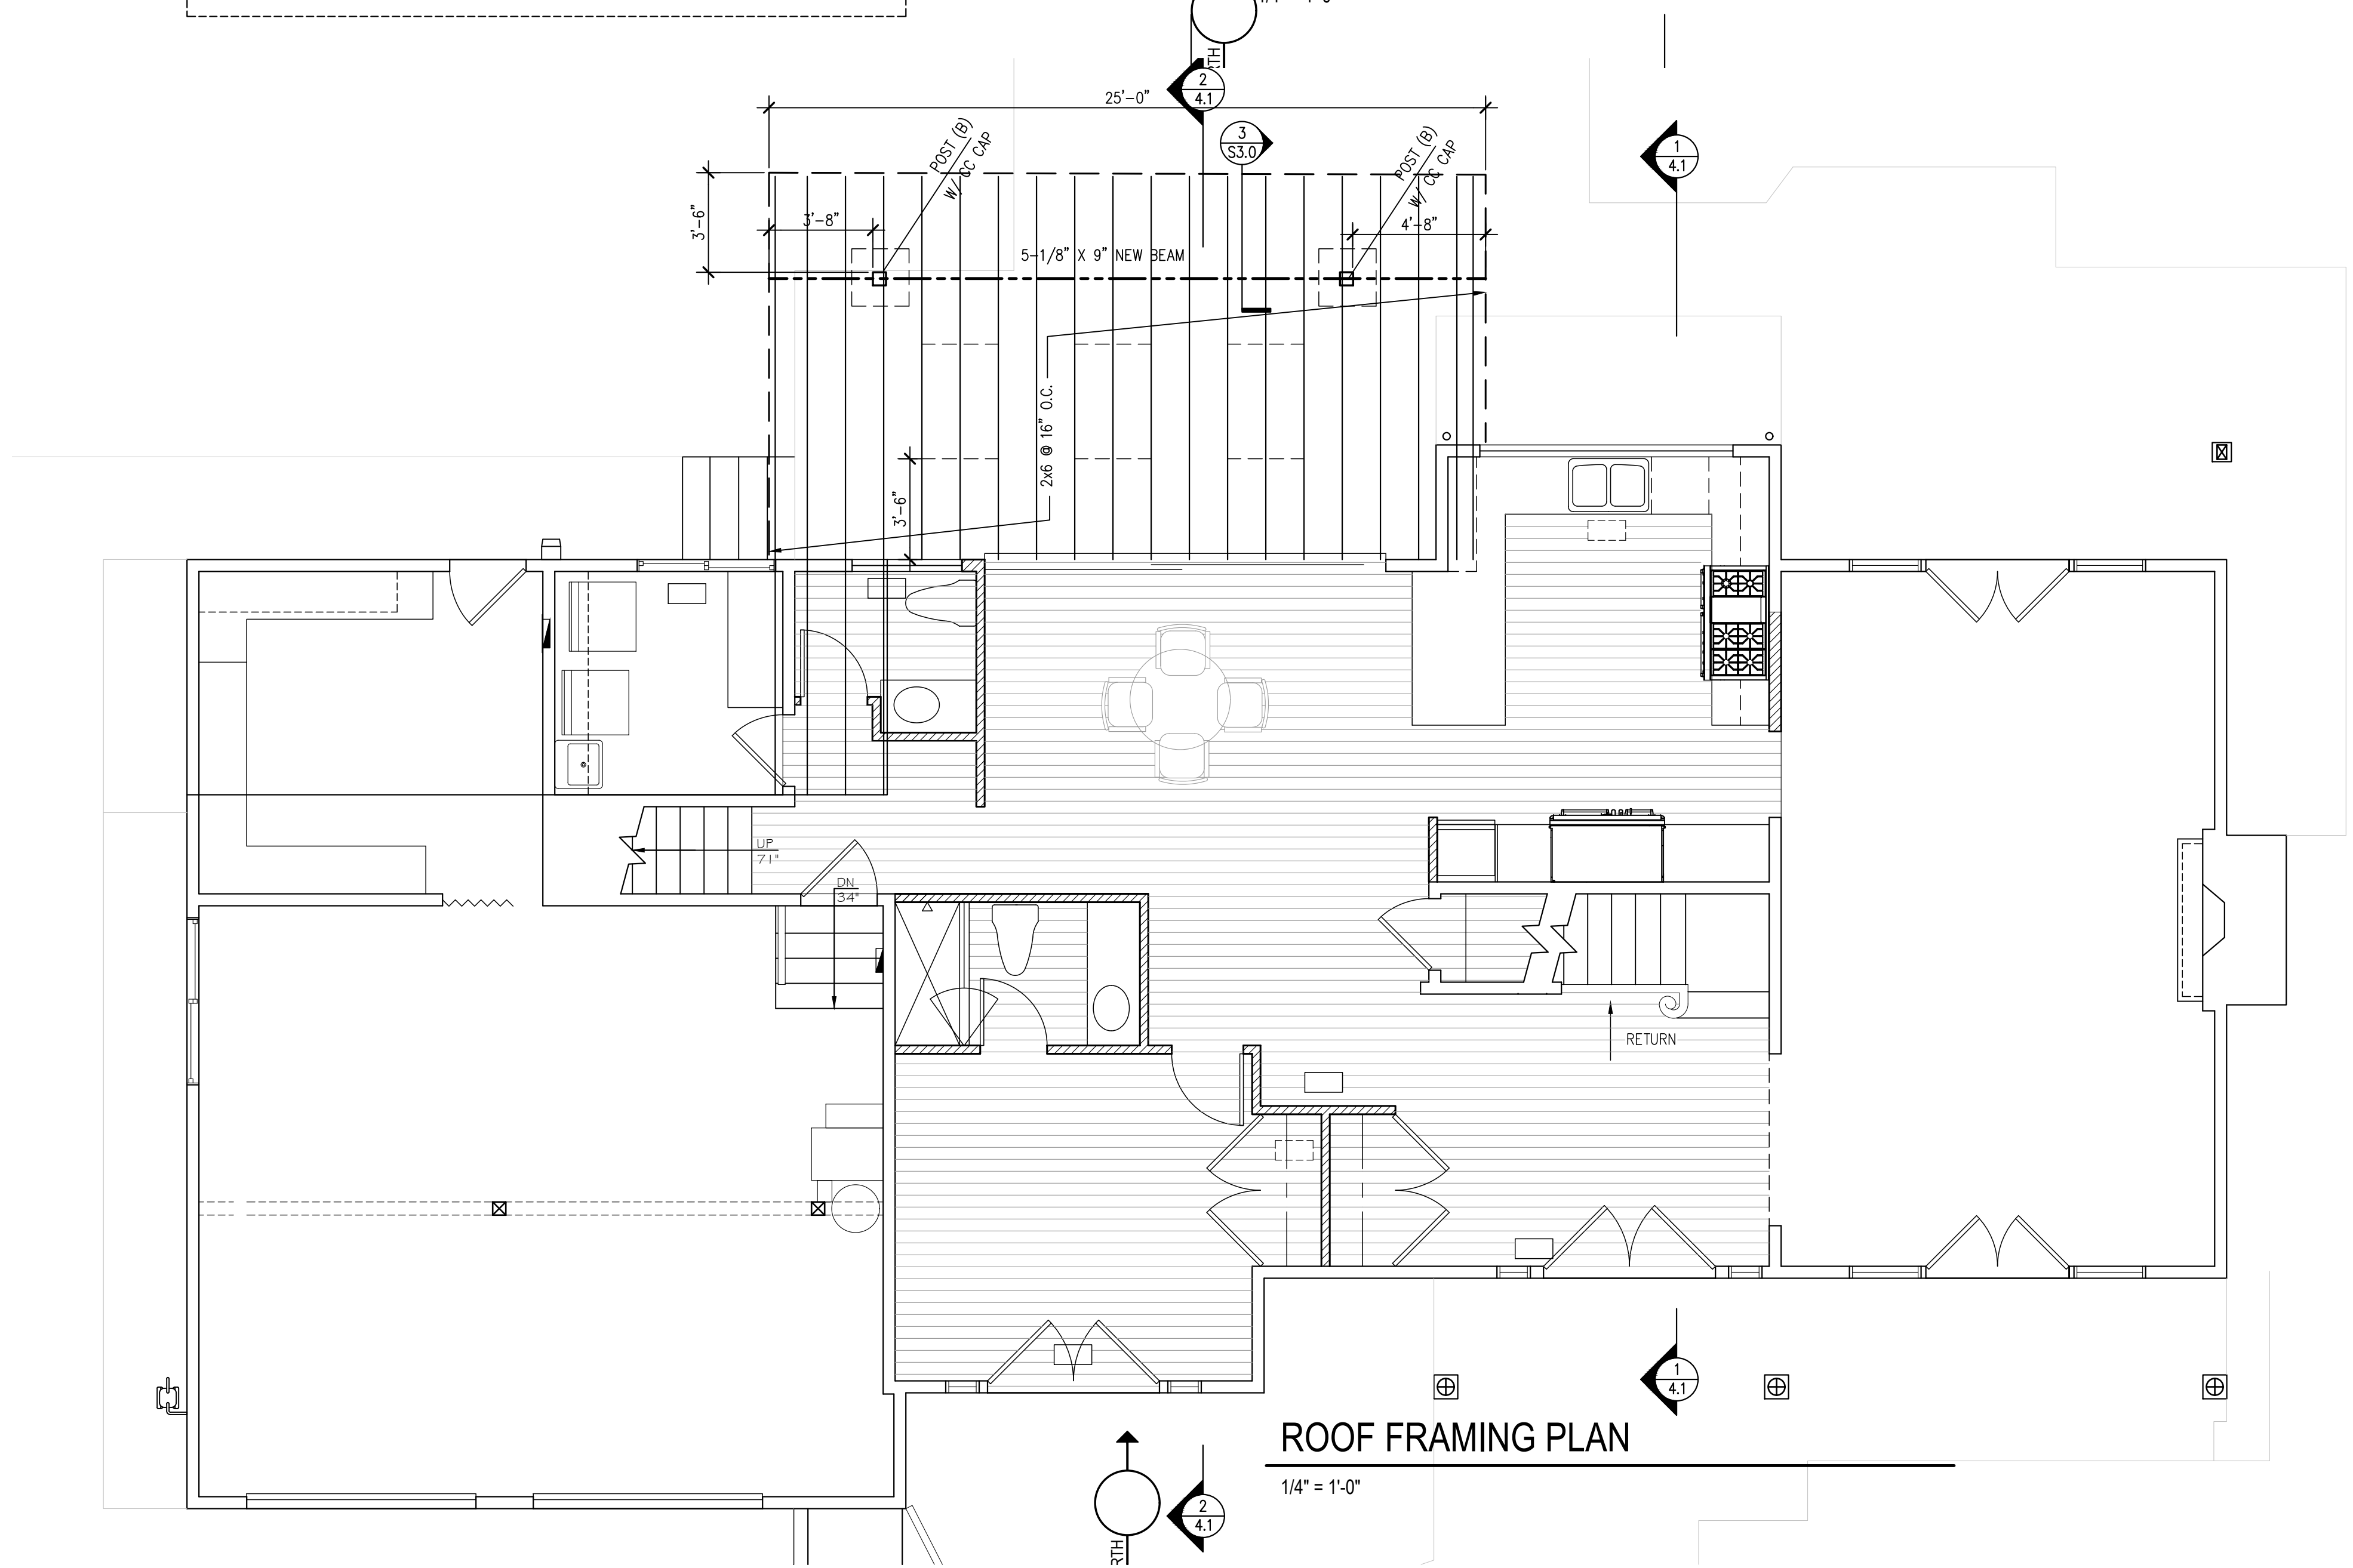 RTH
2
4.1
25'-0"
3
S3.0
POST (B)
W/ CC CAP
POST (B)
W/ CC CAP
1
4.1
3'-6"
3'-8"
4'-8"
5-1/8" X 9" NEW BEAM
2x6 @ 16" O.C.
3'-6"
UP
71"
DN
34"
RETURN
1
4.1
ROOF FRAMING PLAN
1/4" = 1'-0"
2
4.1
RTH